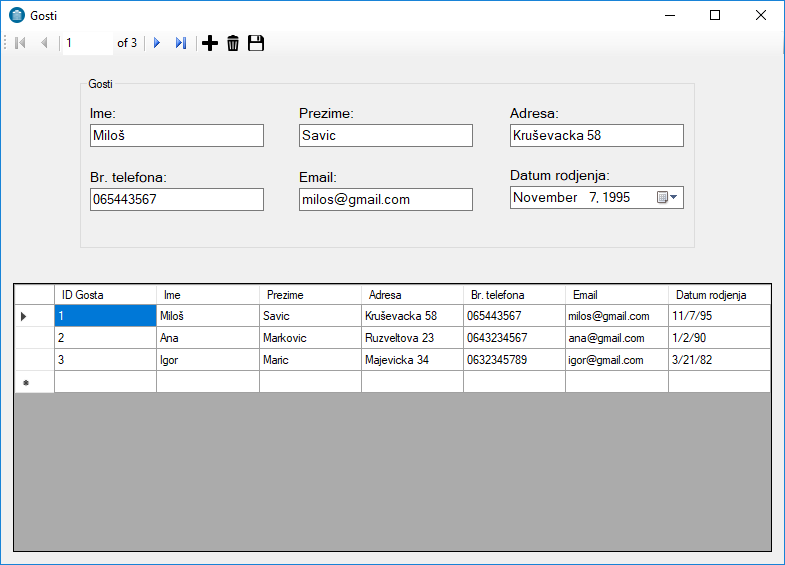 Gosti
1 of 3
Gosti
Ime: Prezime: Adresa:
Miloš Savic Kruševacka 58
Br. telefona: Email: Datum rodjenja:
065443567 milos@gmail.com November 7, 1995
ID Gosta Ime Prezime Adresa Br. telefona Email Datum rodjenja
1 Miloš Savic Kruševacka 58 065443567 milos@gmail.com 11/7/95
2 Ana Markovic Ruzveltova 23 0643234567 ana@gmail.com 1/2/90
3 Igor Maric Majevicka 34 0632345789 igor@gmail.com 3/21/82